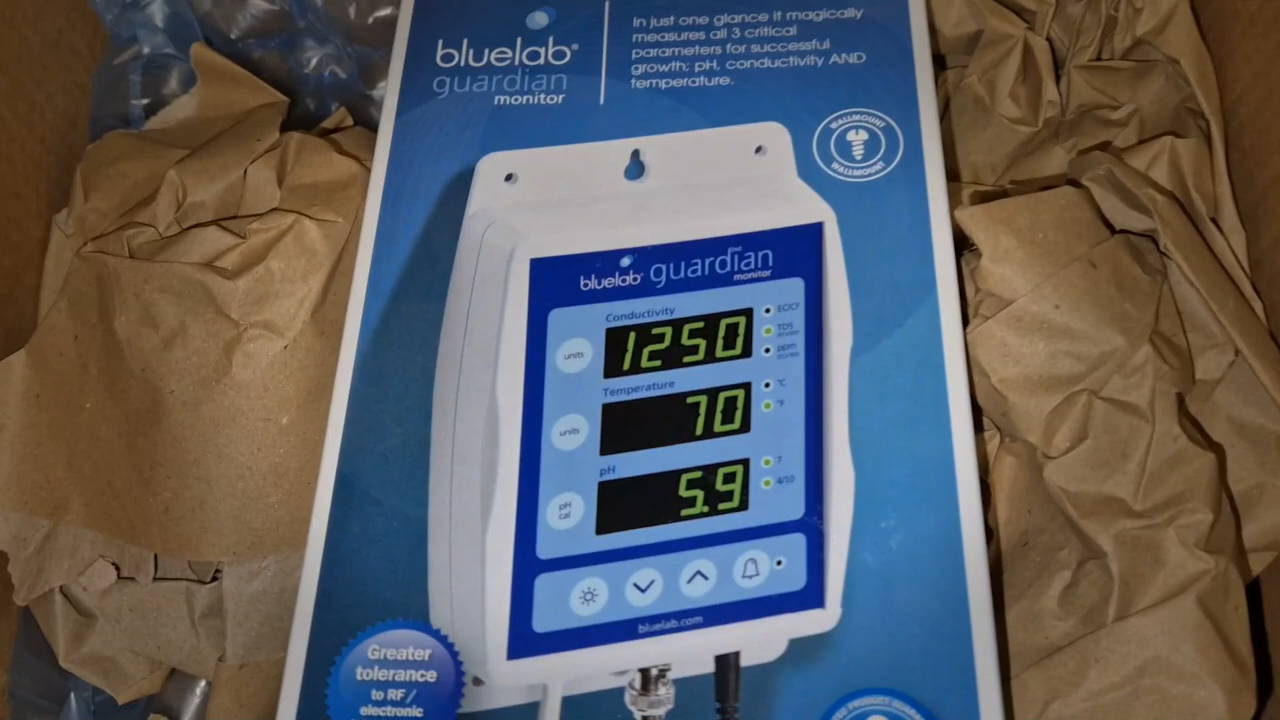 bluelab®
guardian
monitor
In just one glance it magically
measures all 3 critical
parameters for successful
growth; pH, conductivity AND
temperature.
WALLMOUNT
WALLMOUNT
bluelab® guardian
monitor
Conductivity
units
1250
EC/CF
TDS
ppm
Temperature
units
70
°C
°F
pH
pH
cal
5.9
7
4/10
bluelab.com
Greater
tolerance
to RF/
electronic
PRODUCT